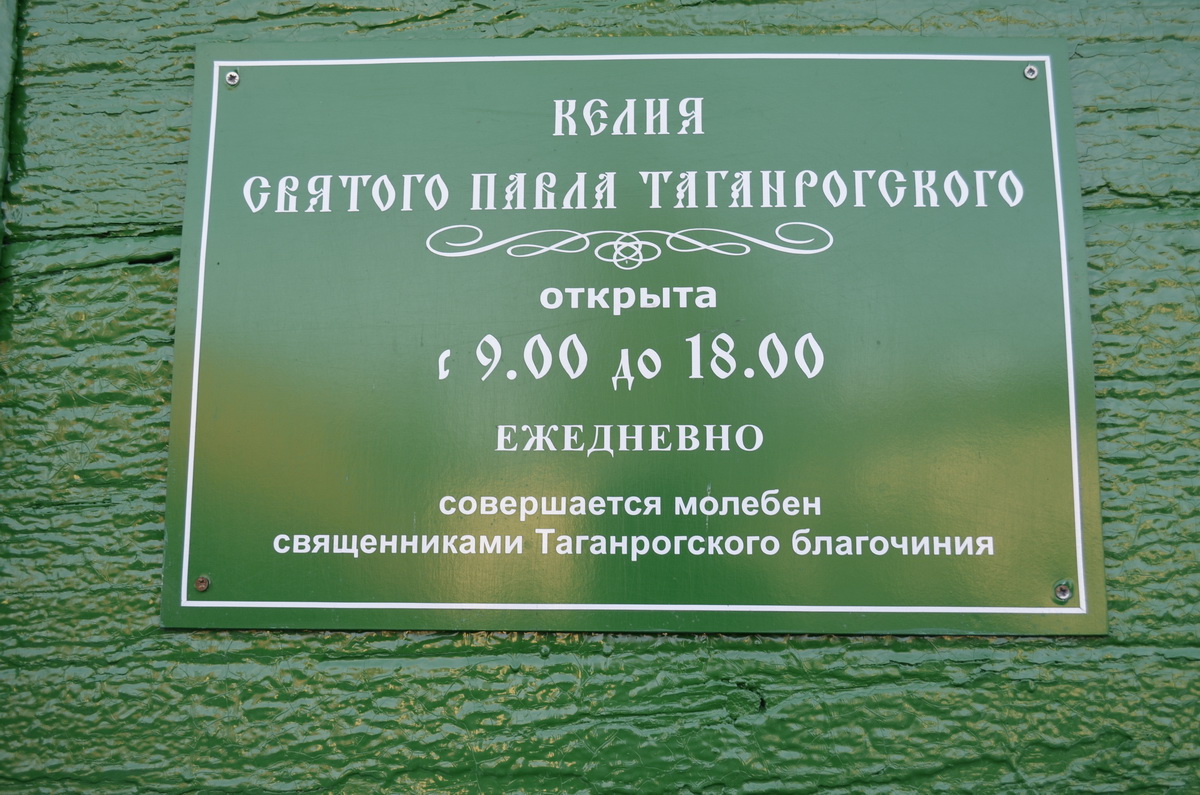 КЕЛИЯ
СВЯТОГО ПАВЛА ТАГАНРОГСКОГО
открыта
с 9.00 до 18.00
ЕЖЕДНЕВНО
совершается молебен
священниками Таганрогского благочиния